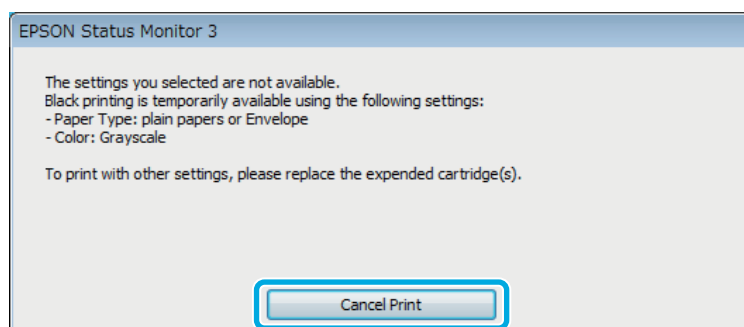 EPSON Status Monitor 3
The settings you selected are not available.
Black printing is temporarily available using the following settings:
- Paper Type: plain papers or Envelope
- Color: Grayscale
To print with other settings, please replace the expended cartridge(s).
Cancel Print